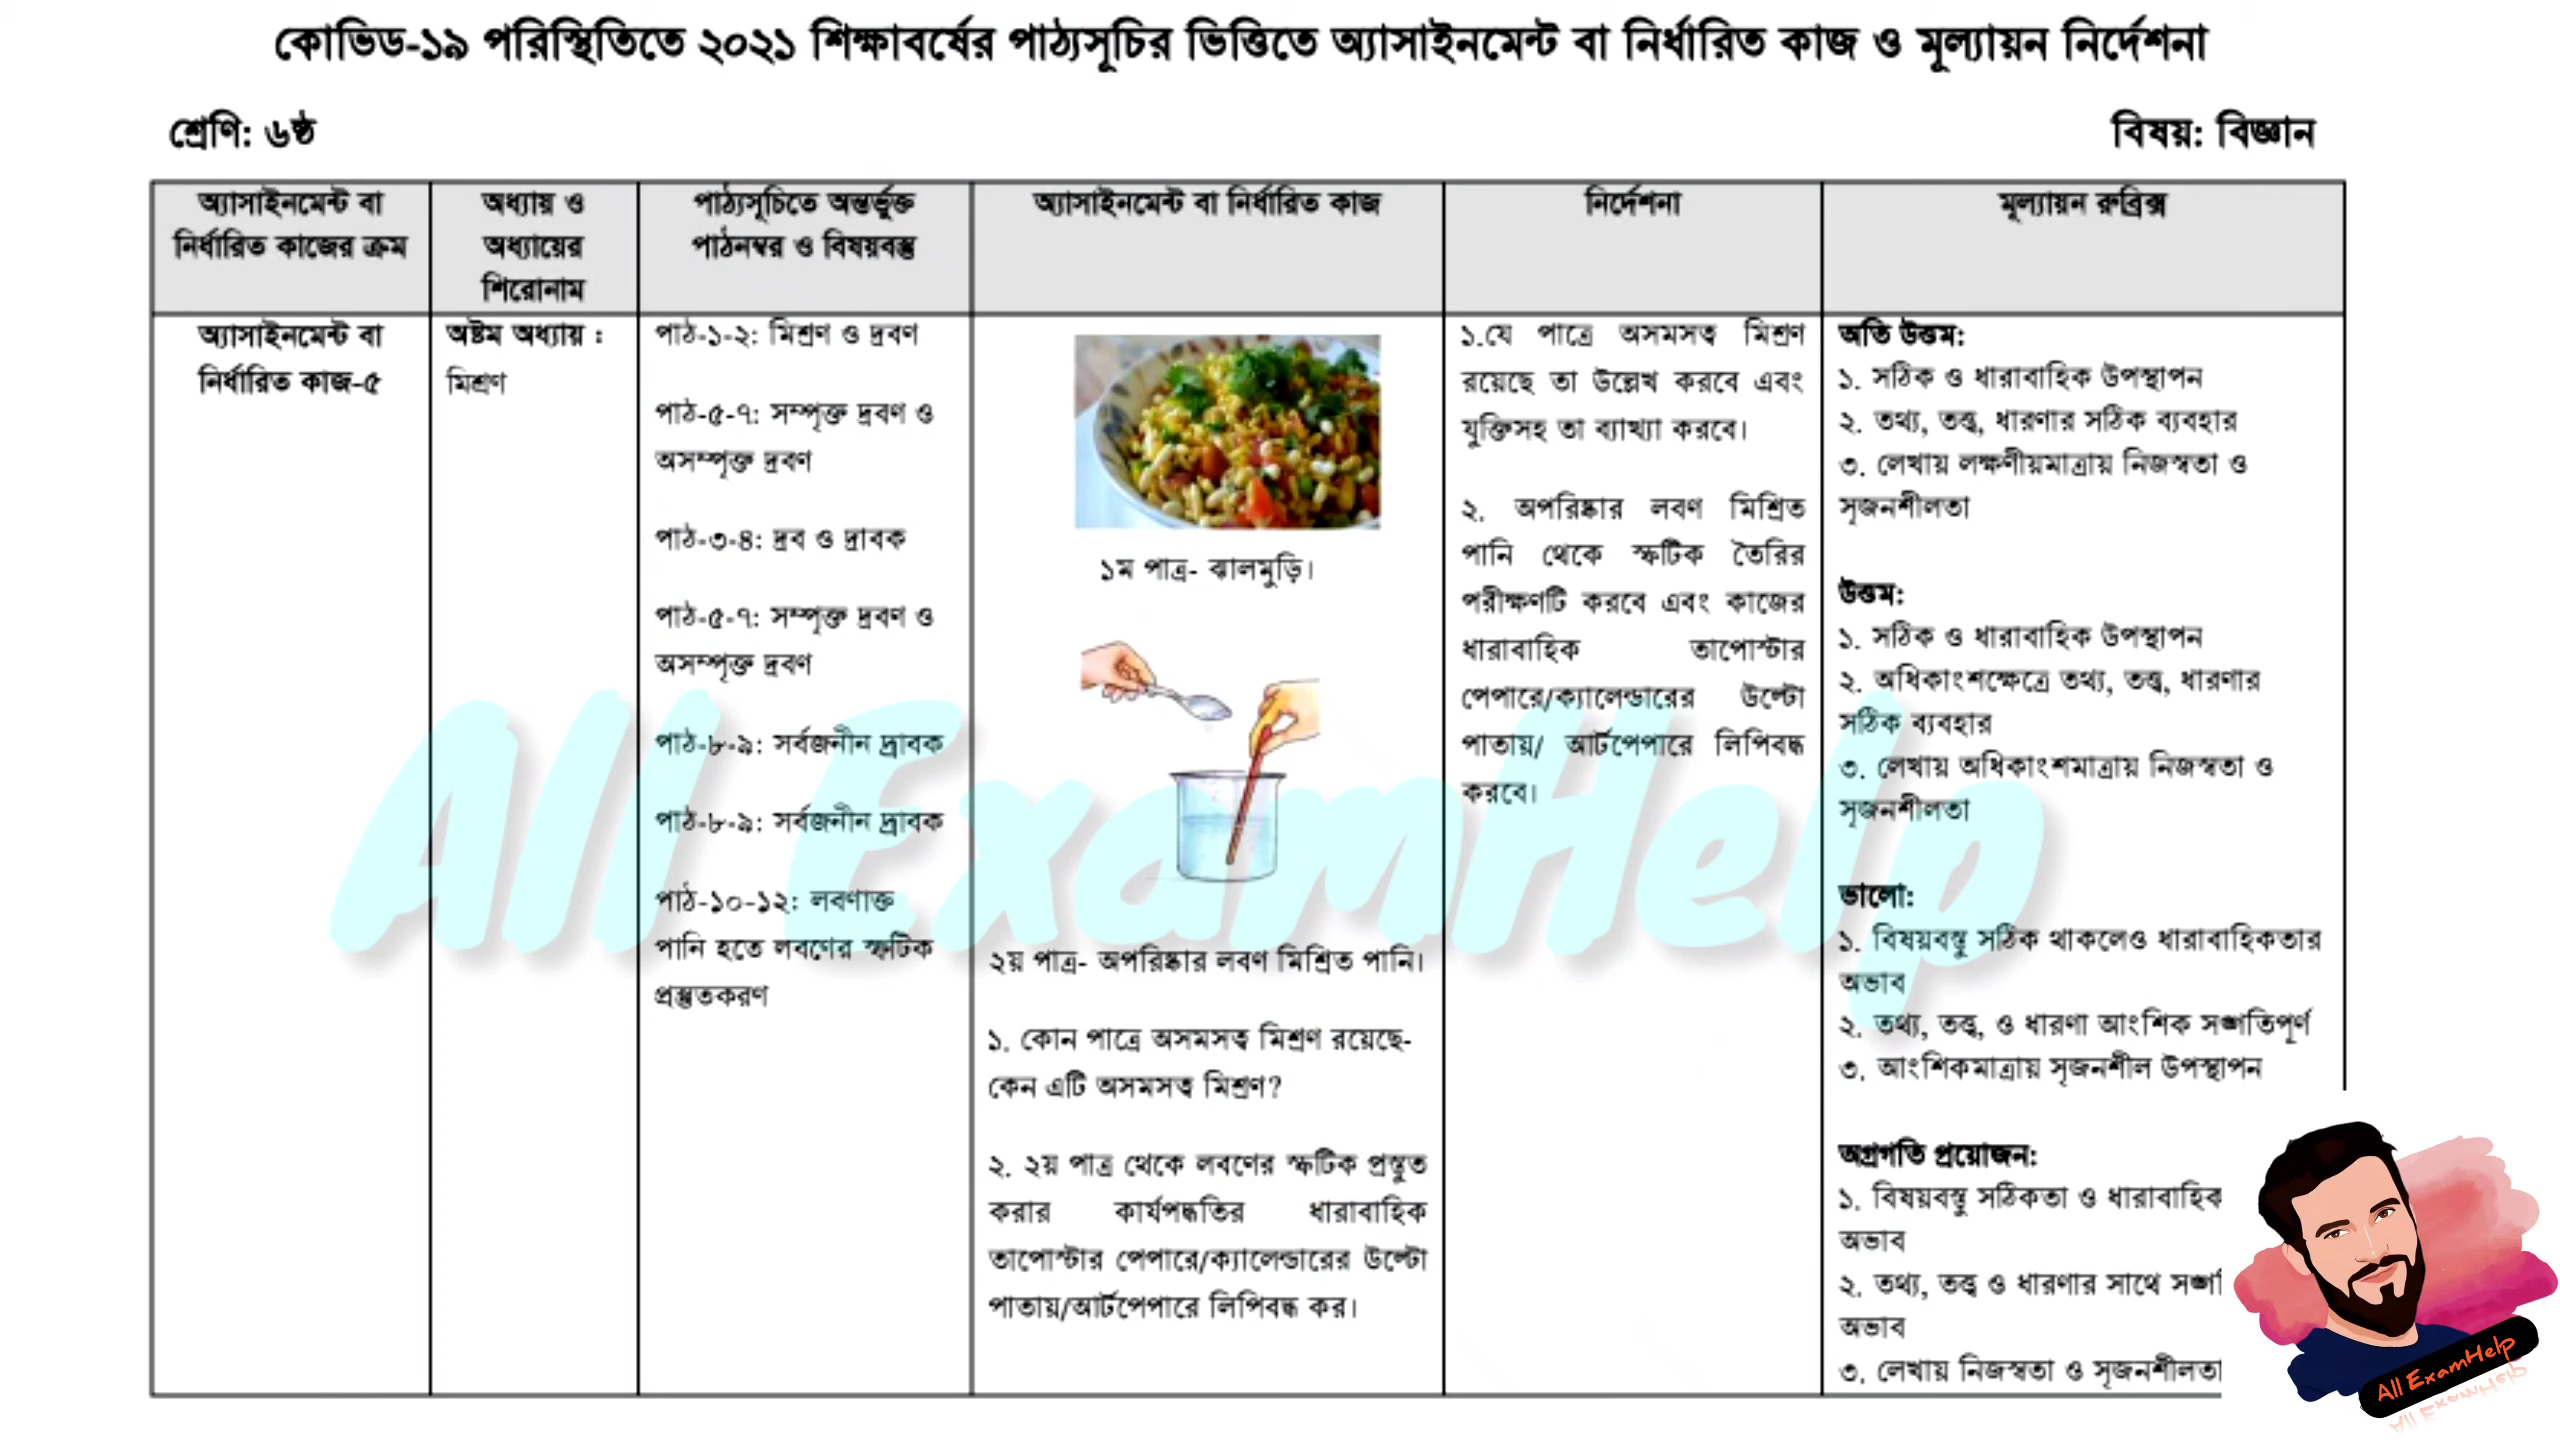 কোভিড-১৯ পরিস্থিতিতে ২০২১ শিক্ষাবর্ষের পাঠ্যসূচির ভিত্তিতে অ্যাসাইনমেন্ট বা নির্ধারিত কাজ ও মূল্যায়ন নির্দেশনা
শ্রেণি: ৬ষ্ঠ
বিষয়: বিজ্ঞান
অ্যাসাইনমেন্ট বা
নির্ধারিত কাজের ক্রম
অধ্যায় ও
অধ্যায়ের
শিরোনাম
পাঠ্যসূচিতে অন্তর্ভুক্ত
পাঠনম্বর ও বিষয়বস্তু
অ্যাসাইনমেন্ট বা নির্ধারিত কাজ
নির্দেশনা
মূল্যায়ন রুব্রিক্স
অ্যাসাইনমেন্ট বা
নির্ধারিত কাজ-৫
অষ্টম অধ্যায় :
মিশ্রণ
পাঠ-১-২: মিশ্রণ ও দ্রবণ
পাঠ-৫-৭: সম্পৃক্ত দ্রবণ ও
অসম্পৃক্ত দ্রবণ
পাঠ-৩-৪: দ্রব ও দ্রাবক
পাঠ-৫-৭: সম্পৃক্ত দ্রবণ ও
অসম্পৃক্ত দ্রবণ
পাঠ-৮-৯: সর্বজনীন দ্রাবক
পাঠ-৮-৯: সর্বজনীন দ্রাবক
পাঠ-১০-১২: লবণাক্ত
পানি হতে লবণের স্ফটিক
প্রস্তুতকরণ
১ম পাত্র- ঝালমুড়ি।
২য় পাত্র- অপরিষ্কার লবণ মিশ্রিত পানি।
১. কোন পাত্রে অসমসত্ব মিশ্রণ রয়েছে-
কেন এটি অসমসত্ব মিশ্রণ?
২. ২য় পাত্র থেকে লবণের স্ফটিক প্রস্তুত
করার কার্যপদ্ধতির ধারাবাহিক
তাপোস্টার পেপারে/ক্যালেন্ডারের উল্টো
পাতায়/আর্টপেপারে লিপিবদ্ধ কর।
১.যে পাত্রে অসমসত্ব মিশ্রণ
রয়েছে তা উল্লেখ করবে এবং
যুক্তিসহ তা ব্যাখ্যা করবে।
২. অপরিষ্কার লবণ মিশ্রিত
পানি থেকে স্ফটিক তৈরির
পরীক্ষণটি করবে এবং কাজের
ধারাবাহিক তাপোস্টার
পেপারে/ক্যালেন্ডারের উল্টো
পাতায়/ আর্টপেপারে লিপিবদ্ধ
করবে।
অতি উত্তম:
১. সঠিক ও ধারাবাহিক উপস্থাপন
২. তথ্য, তত্ত্ব, ধারণার সঠিক ব্যবহার
৩. লেখায় লক্ষণীয়মাত্রায় নিজস্বতা ও
সৃজনশীলতা
উত্তম:
১. সঠিক ও ধারাবাহিক উপস্থাপন
২. অধিকাংশক্ষেত্রে তথ্য, তত্ত্ব, ধারণার
সঠিক ব্যবহার
৩. লেখায় অধিকাংশমাত্রায় নিজস্বতা ও
সৃজনশীলতা
ভালো:
১. বিষয়বস্তু সঠিক থাকলেও ধারাবাহিকতার
অভাব
২. তথ্য, তত্ত্ব, ও ধারণা আংশিক সঙ্গতিপূর্ণ
৩. আংশিকমাত্রায় সৃজনশীল উপস্থাপন
অগ্রগতি প্রয়োজন:
১. বিষয়বস্তু সঠিকতা ও ধারাবাহিক
অভাব
২. তথ্য, তত্ত্ব ও ধারণার সাথে সঙ্গ
অভাব
৩. লেখায় নিজস্বতা ও সৃজনশীলতা
All ExamHelp
All ExamHelp
All ExamHelp